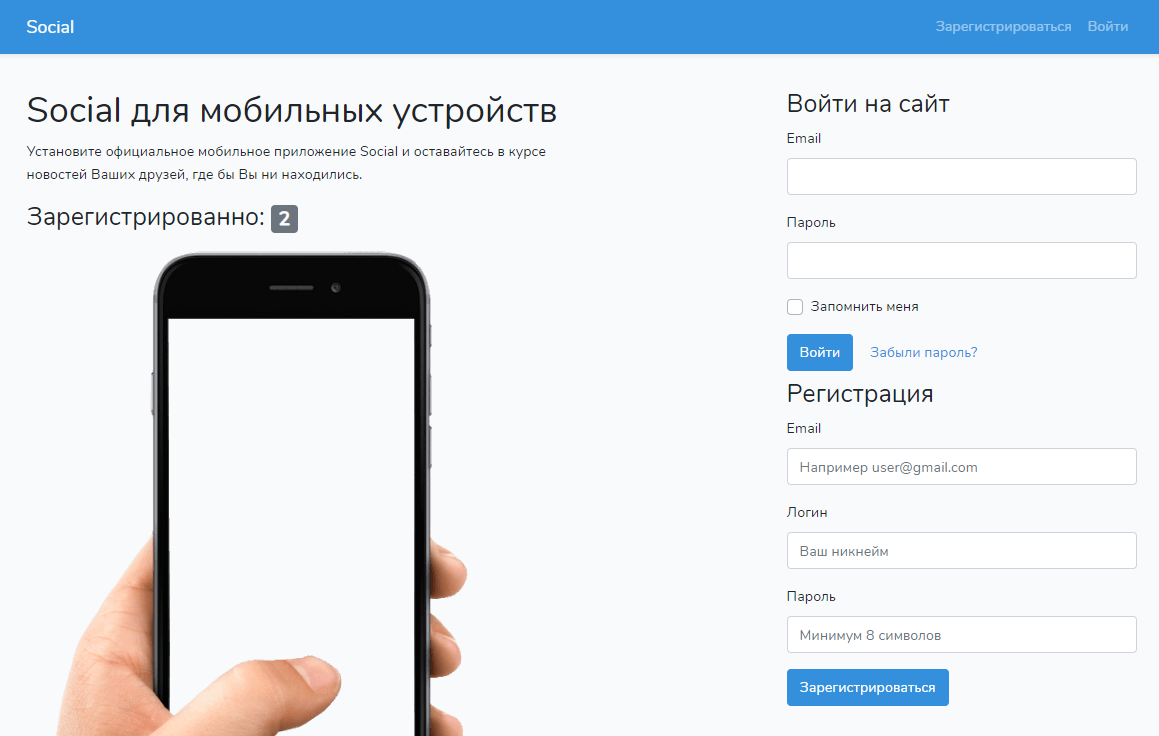 Social
Зарегистрироваться Войти
Social для мобильных устройств
Установите официальное мобильное приложение Social и оставайтесь в курсе
новостей Ваших друзей, где бы Вы ни находились.
Зарегистрированно: 2
Войти на сайт
Email
Пароль
Запомнить меня
Войти Забыли пароль?
Регистрация
Email
Например user@gmail.com
Логин
Ваш никнейм
Пароль
Минимум 8 символов
Зарегистрироваться